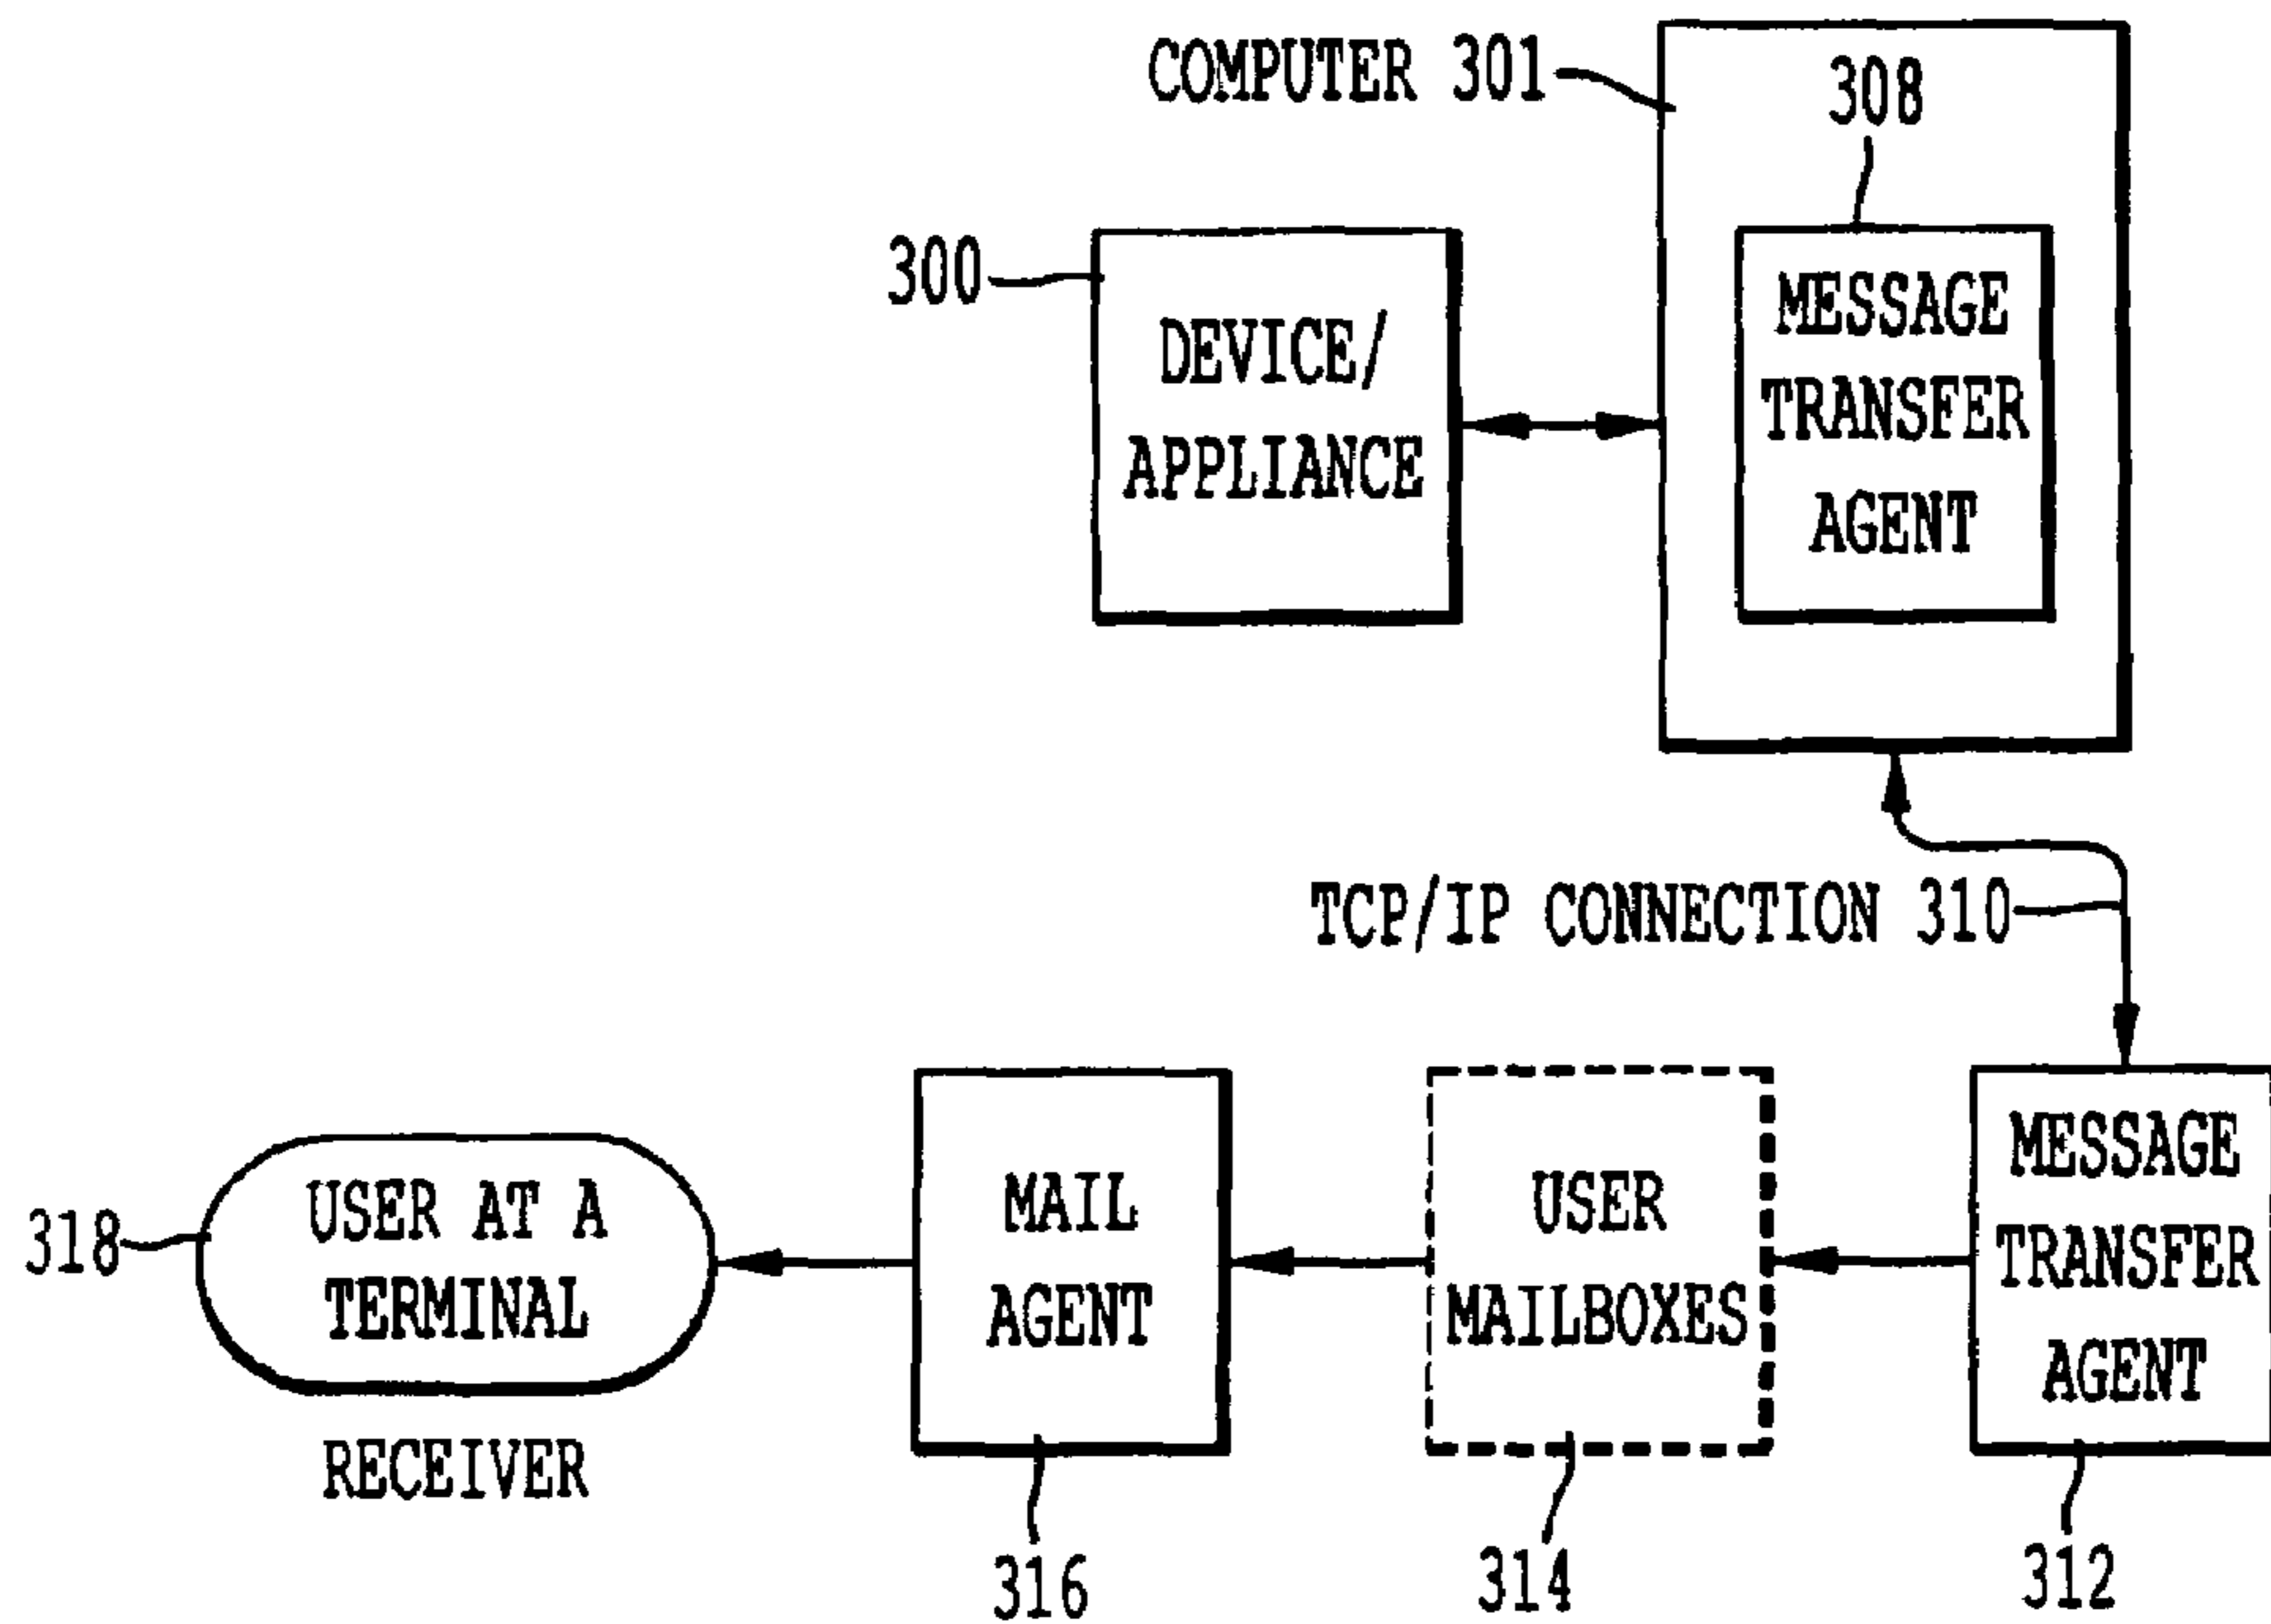 COMPUTER 301
308
300
DEVICE/
APPLIANCE
MESSAGE
TRANSFER
AGENT
TCP/IP CONNECTION 310
318
USER AT A
TERMINAL
RECEIVER
MAIL
AGENT
316
USER
MAILBOXES
314
MESSAGE
TRANSFER
AGENT
312